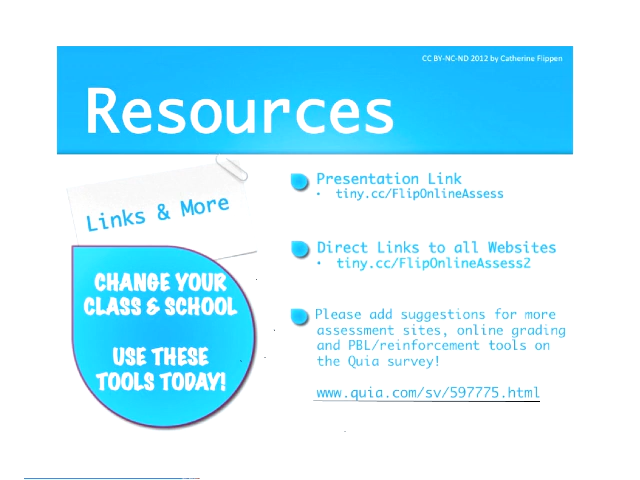 CC BY-NC-ND 2012 by Catherine Flippen
Resources
Links & More
CHANGE YOUR
CLASS & SCHOOL
USE THESE
TOOLS TODAY!
Presentation Link
• tiny.cc/FlipOnlineAssess
Direct Links to all Websites
• tiny.cc/FlipOnlineAssess2
Please add suggestions for more
assessment sites, online grading
and PBL/reinforcement tools on
the Quia survey!
www.quia.com/sv/597775.html